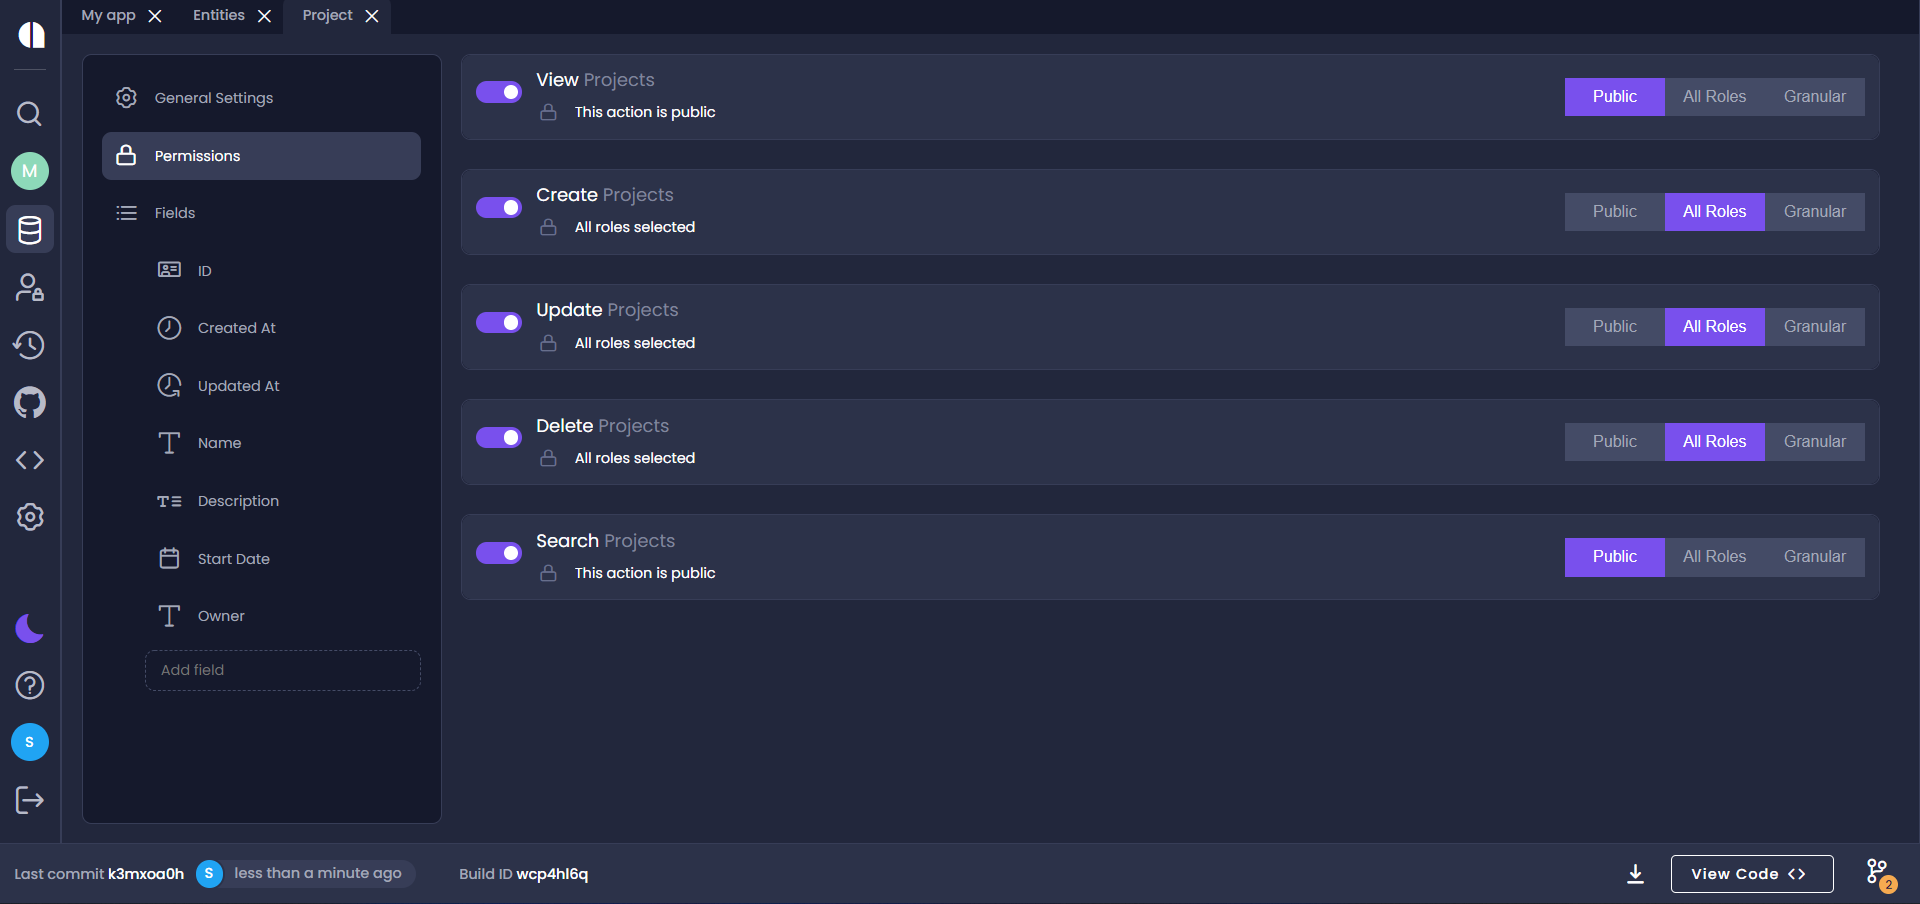 My app
Entities
Project
General Settings
Permissions
Fields
ID
Created At
Updated At
Name
Description
Start Date
Owner
Add field
View Projects
This action is public
Public All Roles Granular
Create Projects
All roles selected
Public All Roles Granular
Update Projects
All roles selected
Public All Roles Granular
Delete Projects
All roles selected
Public All Roles Granular
Search Projects
This action is public
Public All Roles Granular
M
S
Last commit k3mxoa0h S less than a minute ago
Build ID wcp4hl6q
View Code
2